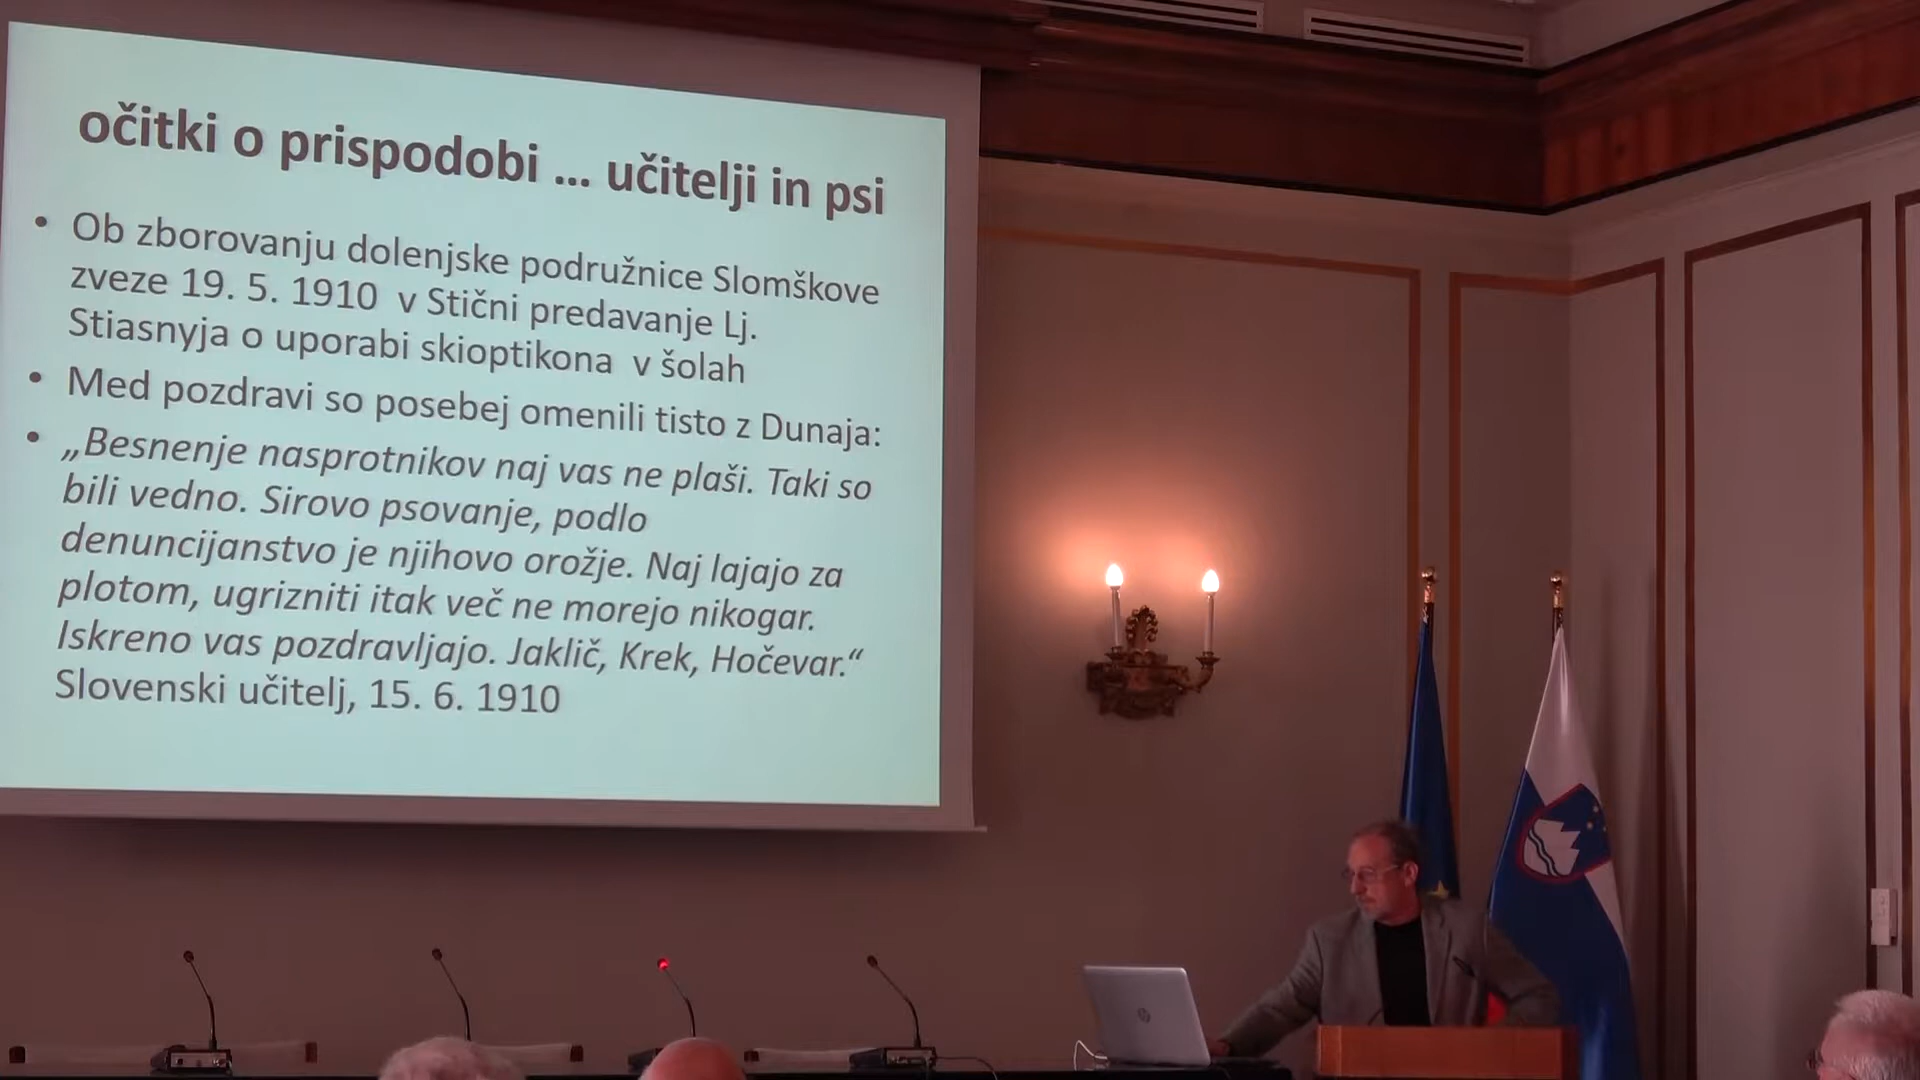 očitki o prispodobi ... učitelji in psi
• Ob zborovanju dolenjske podružnice Slomškove
zveze 19. 5. 1910 v Stični predavanje Lj.
Stiasnyja o uporabi skioptikona v šolah
• Med pozdravi so posebej omenili tisto z Dunaja:
• „Besnenje nasprotnikov naj vas ne plaši. Taki so
bili vedno. Sirovo psovanje, podlo
denuncijanstvo je njihovo orožje. Naj lajajo za
plotom, ugrizniti itak več ne morejo nikogar.
Iskreno vas pozdravljajo. Jaklič, Krek, Hočevar.“
Slovenski učitelj, 15. 6. 1910
hp